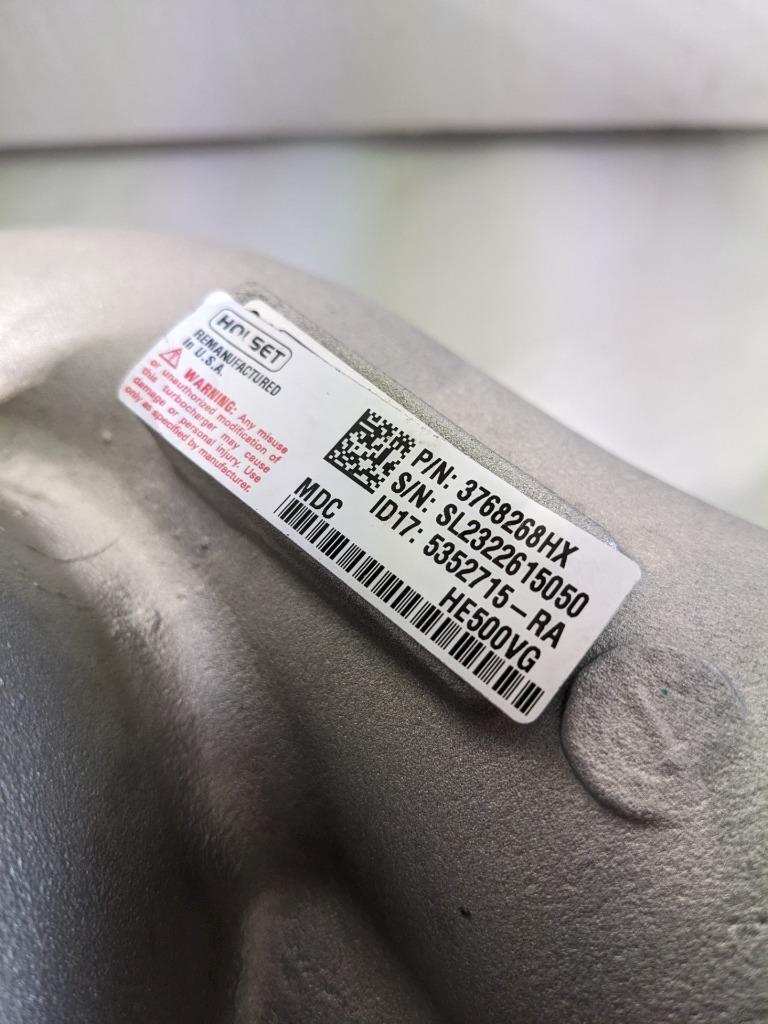 HOLSET
REMANUFACTURED
in U.S.A.
WARNING: Any misuse
or unauthorized modification of
this turbocharger may cause
damage or personal injury. Use
only as specified by manufacturer.
P/N: 3768268HX
S/N: SL2322615050
ID17: 5352715-RA
MDC
HE500VG